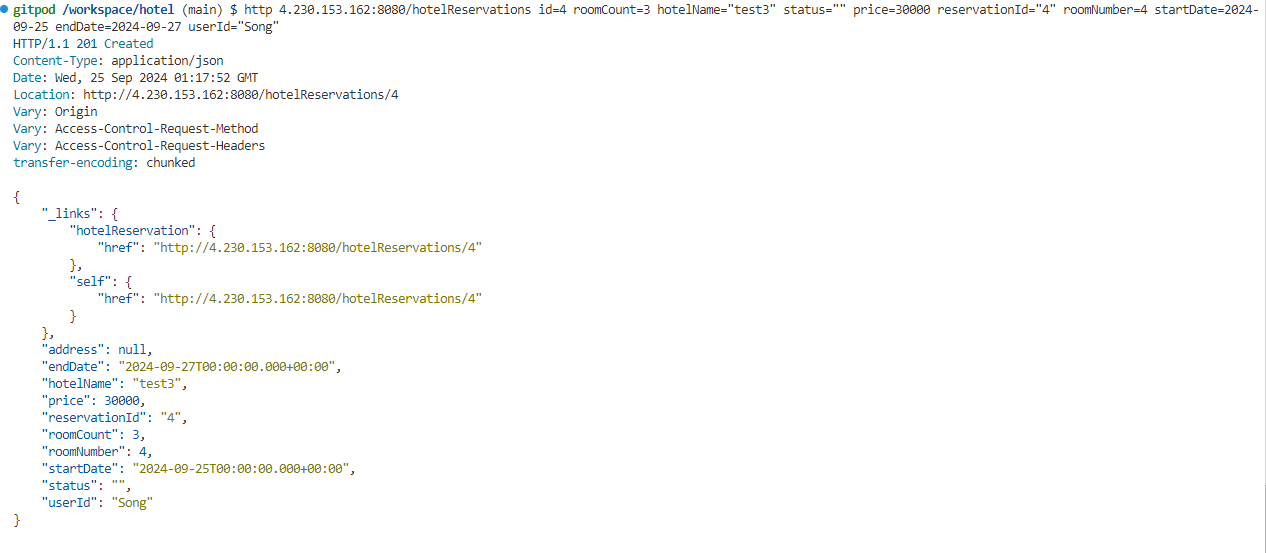 gitpod /workspace/hotel (main) $ http 4.230.153.162:8080/hotelReservations id=4 roomCount=3 hotelName="test3" status="" price=30000 reservationId="4" roomNumber=4 startDate=2024-
09-25 endDate=2024-09-27 userId="Song"
HTTP/1.1 201 Created
Content-Type: application/json
Date: Wed, 25 Sep 2024 01:17:52 GMT
Location: http://4.230.153.162:8080/hotelReservations/4
Vary: Origin
Vary: Access-Control-Request-Method
Vary: Access-Control-Request-Headers
transfer-encoding: chunked

{
    "_links": {
        "hotelReservation": {
            "href": "http://4.230.153.162:8080/hotelReservations/4"
        },
        "self": {
            "href": "http://4.230.153.162:8080/hotelReservations/4"
        }
    },
    "address": null,
    "endDate": "2024-09-27T00:00:00.000+00:00",
    "hotelName": "test3",
    "price": 30000,
    "reservationId": "4",
    "roomCount": 3,
    "roomNumber": 4,
    "startDate": "2024-09-25T00:00:00.000+00:00",
    "status": "",
    "userId": "Song"
}